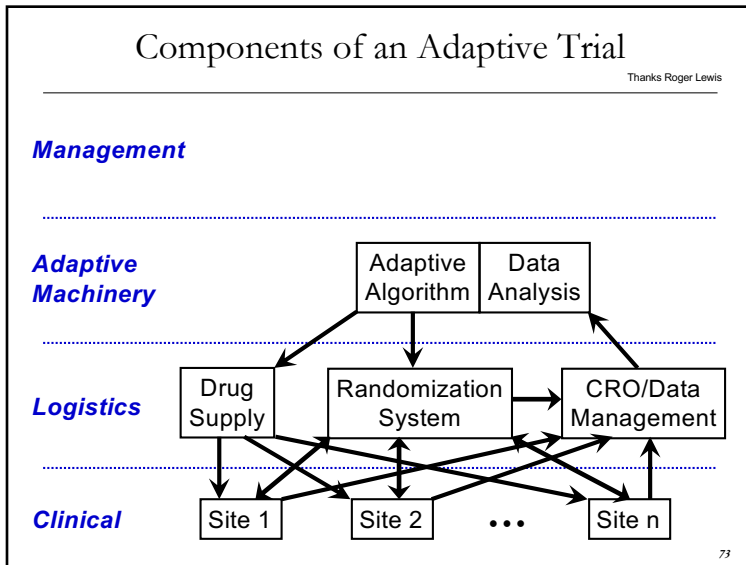 Components of an Adaptive Trial
Thanks Roger Lewis
Management
Adaptive
Machinery
Adaptive
Algorithm
Data
Analysis
Logistics
Drug
Supply
Randomization
System
CRO/Data
Management
Clinical
Site 1
Site 2
...
Site n
73